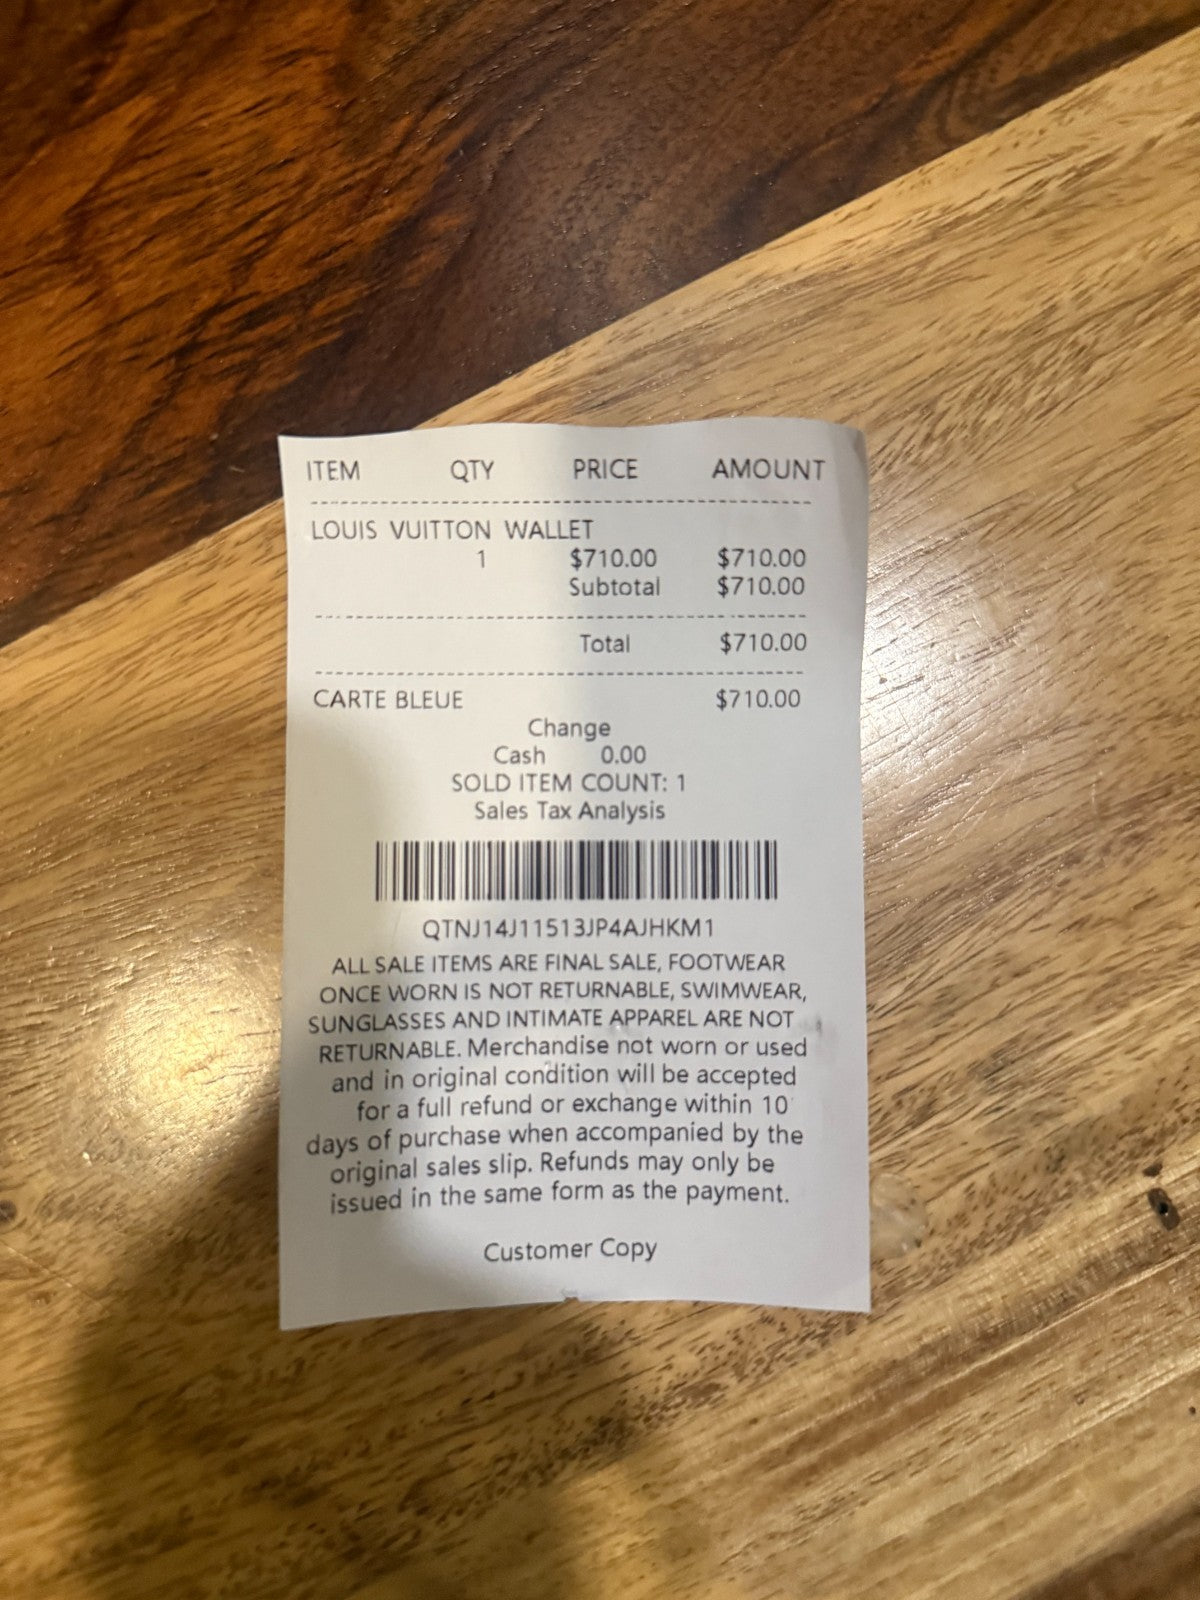 ITEM QTY PRICE AMOUNT
LOUIS VUITTON WALLET
1 $710.00 $710.00
Subtotal $710.00
Total $710.00
CARTE BLEUE $710.00
Change
Cash 0.00
SOLD ITEM COUNT: 1
Sales Tax Analysis
QTNJ14J11513JP4AJHKM1
ALL SALE ITEMS ARE FINAL SALE, FOOTWEAR
ONCE WORN IS NOT RETURNABLE, SWIMWEAR,
SUNGLASSES AND INTIMATE APPAREL ARE NOT
RETURNABLE. Merchandise not worn or used
and in original condition will be accepted
for a full refund or exchange within 10
days of purchase when accompanied by the
original sales slip. Refunds may only be
issued in the same form as the payment.
Customer Copy